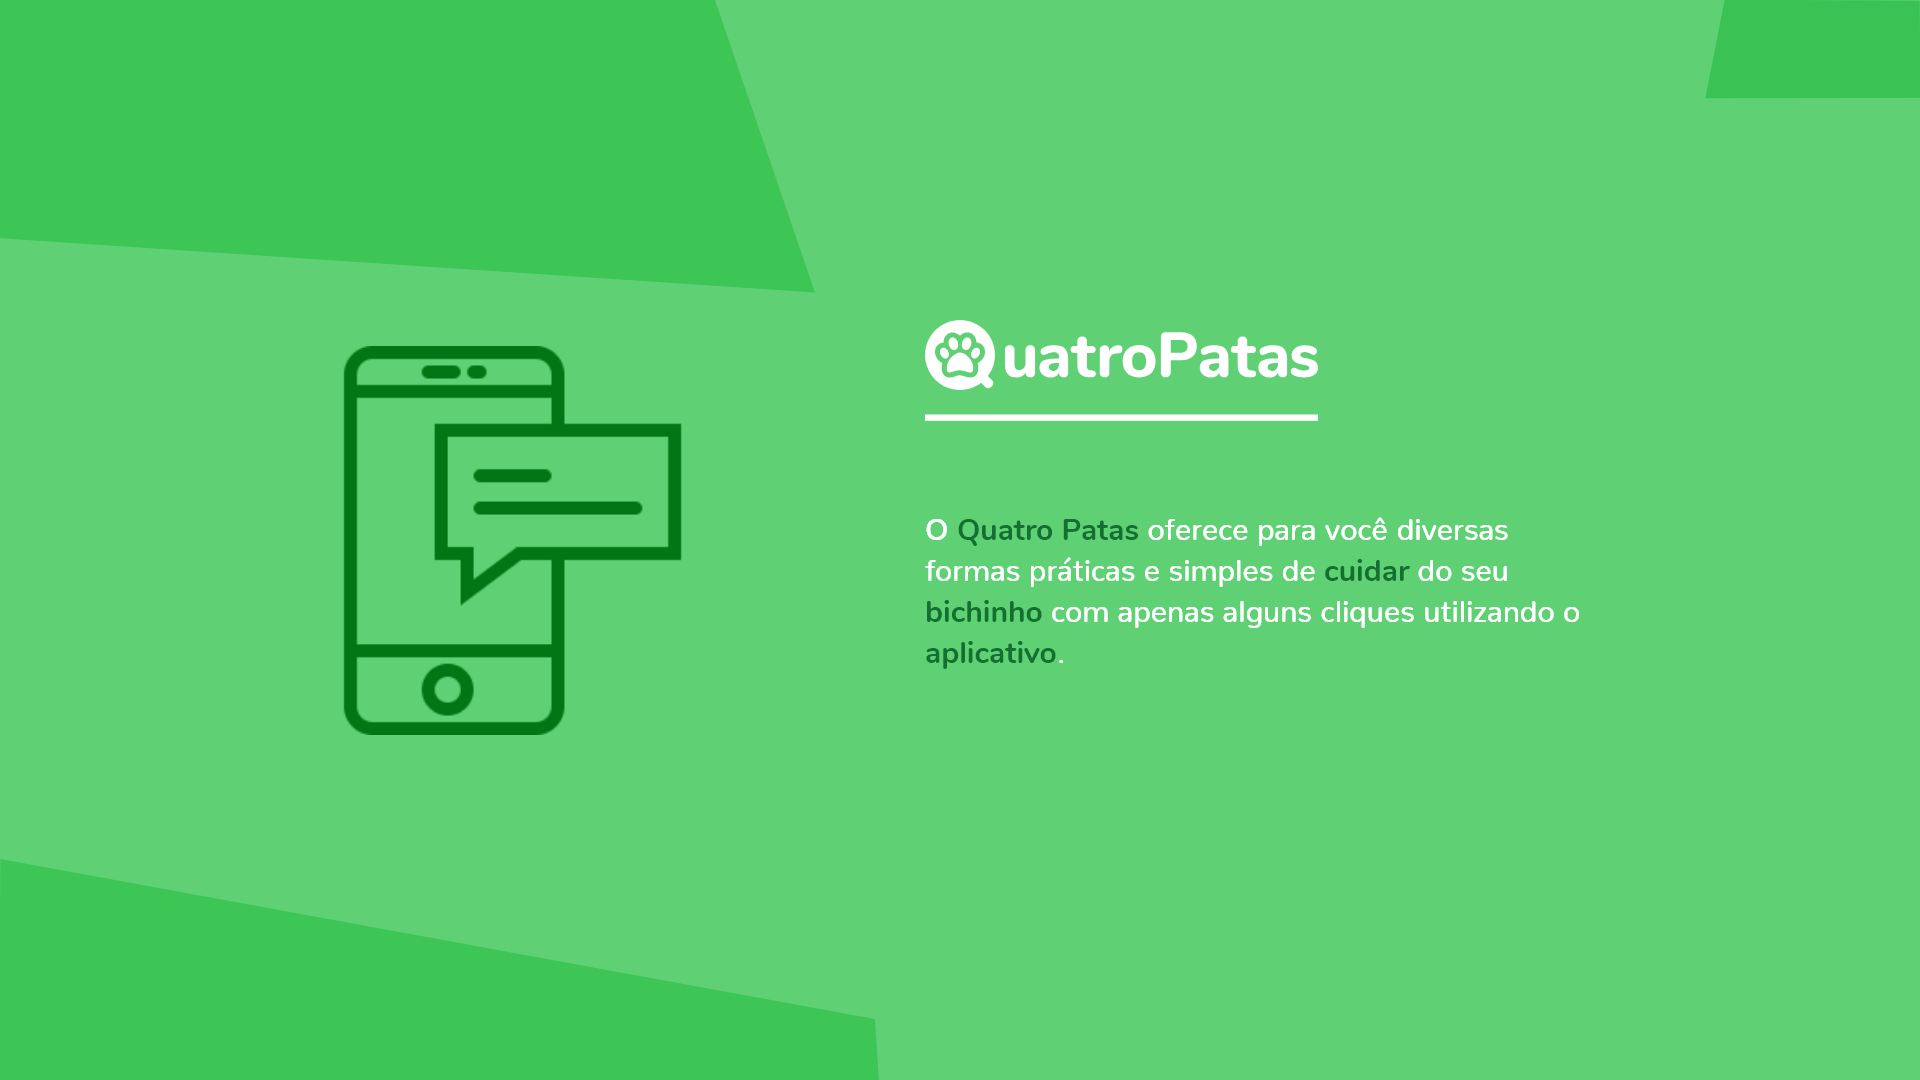 QuatroPatas
O Quatro Patas oferece para você diversas
formas práticas e simples de cuidar do seu
bichinho com apenas alguns cliques utilizando o
aplicativo.